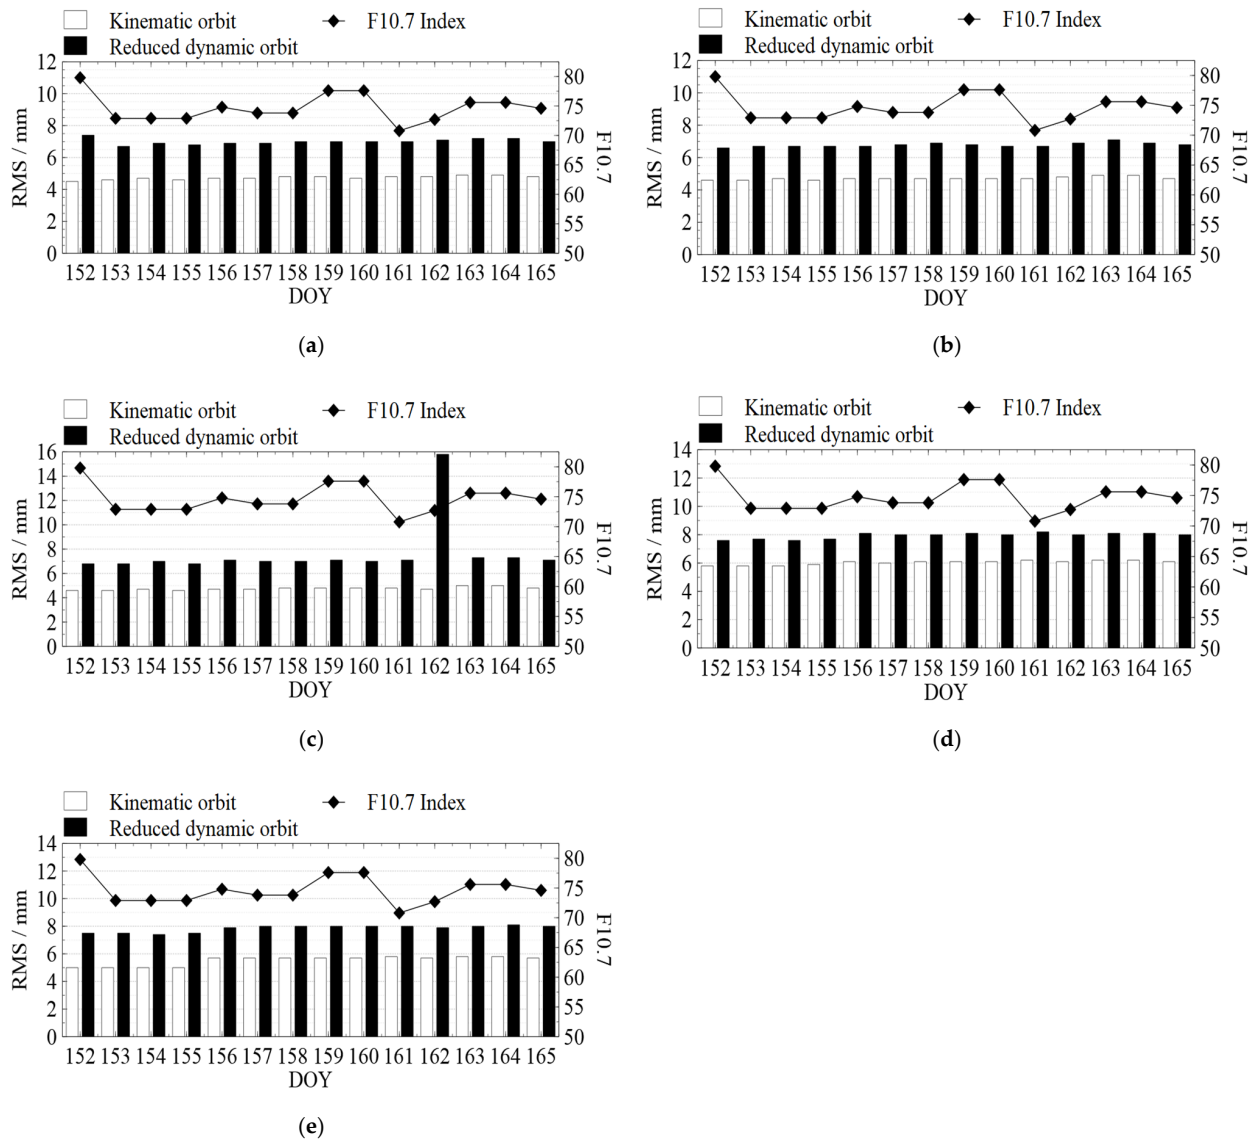 Kinematic orbit F10.7 Index
Reduced dynamic orbit
12 10 8 6 4 2 0
RMS / mm
80 75 70 65 60 55 50
F10.7
152 153 154 155 156 157 158 159 160 161 162 163 164 165
DOY
(a)
Kinematic orbit F10.7 Index
Reduced dynamic orbit
12 10 8 6 4 2 0
RMS / mm
80 75 70 65 60 55 50
F10.7
152 153 154 155 156 157 158 159 160 161 162 163 164 165
DOY
(b)
Kinematic orbit F10.7 Index
Reduced dynamic orbit
16 14 12 10 8 6 4 2 0
RMS / mm
80 75 70 65 60 55 50
F10.7
152 153 154 155 156 157 158 159 160 161 162 163 164 165
DOY
(c)
Kinematic orbit F10.7 Index
Reduced dynamic orbit
14 12 10 8 6 4 2 0
RMS / mm
80 75 70 65 60 55 50
F10.7
152 153 154 155 156 157 158 159 160 161 162 163 164 165
DOY
(d)
Kinematic orbit F10.7 Index
Reduced dynamic orbit
14 12 10 8 6 4 2 0
RMS / mm
80 75 70 65 60 55 50
F10.7
152 153 154 155 156 157 158 159 160 161 162 163 164 165
DOY
(e)